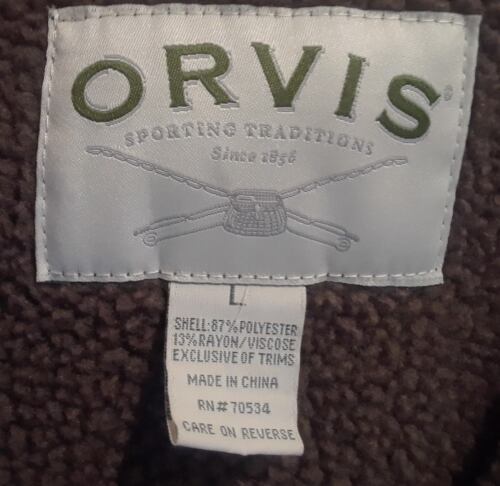 ORVIS®
SPORTING TRADITIONS
Since 1856
L
SHELL:87%POLYESTER
13%RAYON/VISCOSE
EXCLUSIVE OF TRIMS
MADE IN CHINA
RN#70534
CARE ON REVERSE